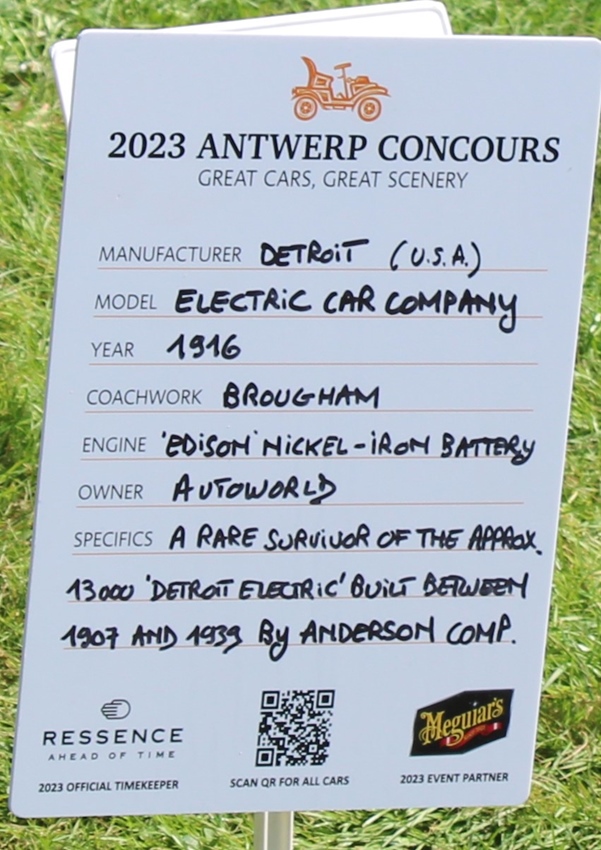 2023 ANTWERP CONCOURS
GREAT CARS, GREAT SCENERY
MANUFACTURER DETROiT (U.S.A.)
MODEL ELECTRiC CAR COMPANY
YEAR 1916
COACHWORK BROUGHAM
ENGINE 'EDiSON' NiCKEL-iRON BATTERY
OWNER AUTOWORLD
SPECIFICS A RARE SURViVOR OF THE APPROX.
13000 'DETROiT ELECTRiC' BUiLT BETWEEN
1907 AND 1939 By ANDERSON COMP.
RESSENCE
AHEAD OF TIME
2023 OFFICIAL TIMEKEEPER
SCAN QR FOR ALL CARS
Meguiar's
2023 EVENT PARTNER